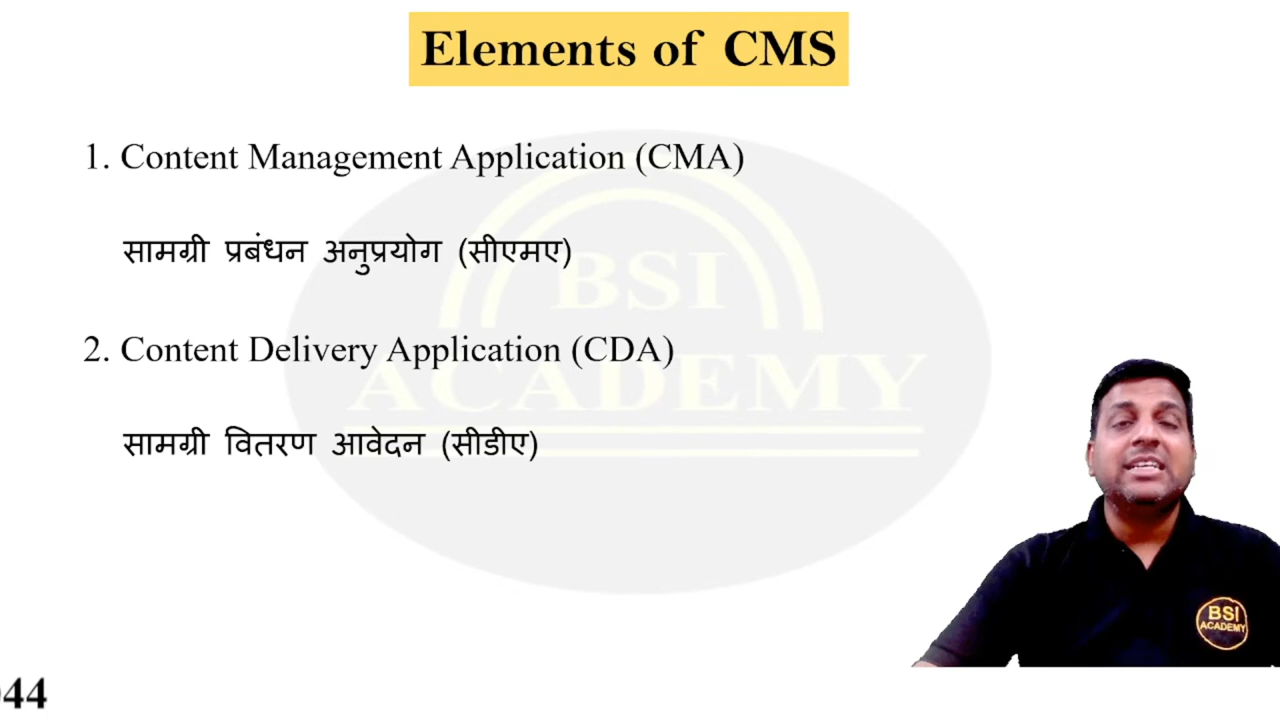 Elements of CMS
1. Content Management Application (CMA)
सामग्री प्रबंधन अनुप्रयोग (सीएमए)
BSI
2. Content Delivery Application (CDA)
ACADEMY
सामग्री वितरण आवेदन (सीडीए)
BSI
ACADEMY
044